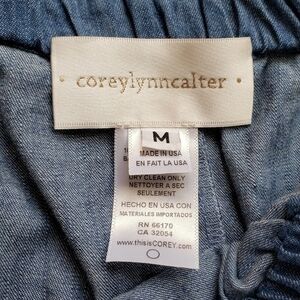 coreylynncalter
M
MADE IN USA
EN FAIT LA USA
DRY CLEAN ONLY
NETTOYER A SEC
SEULEMENT
HECHO EN USA CON
MATERIALES IMPORTADOS
RN 66170
CA 32054
www.thisisCOREY.com